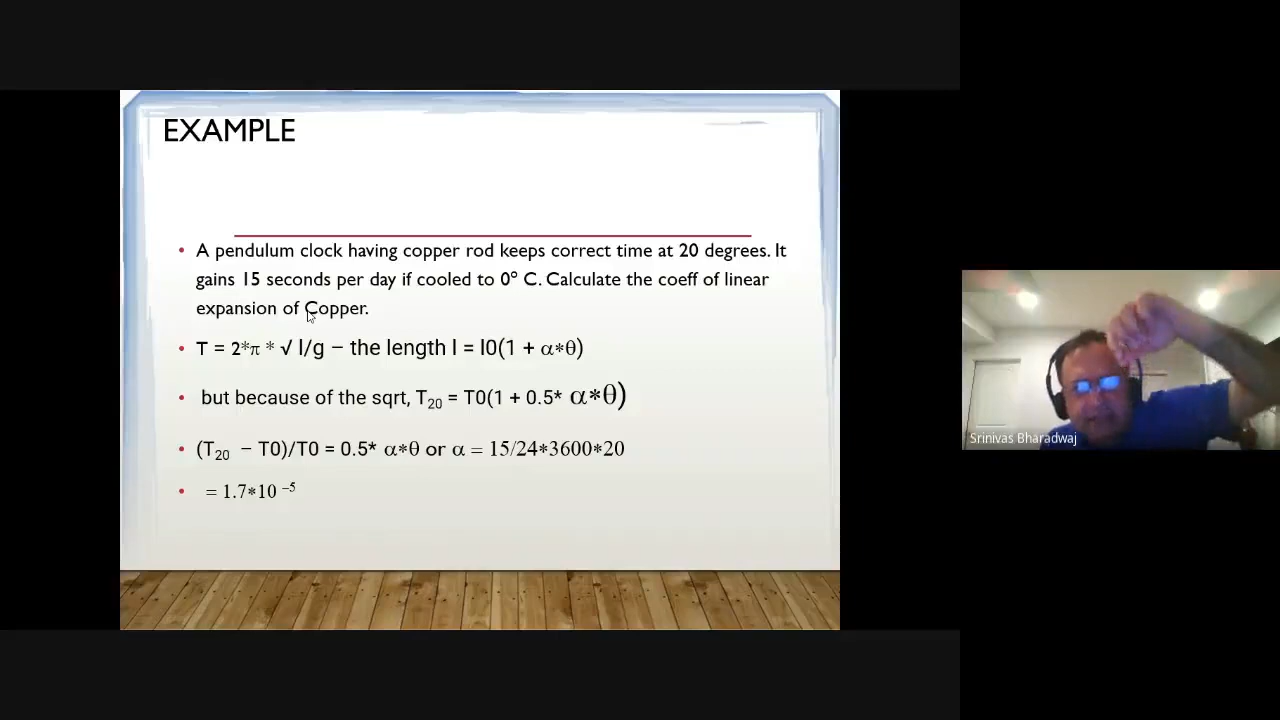 EXAMPLE
• A pendulum clock having copper rod keeps correct time at 20 degrees. It
gains 15 seconds per day if cooled to 0° C. Calculate the coeff of linear
expansion of Copper.
• T = 2*π * √ l/g – the length l = l0(1 + α*θ)
• but because of the sqrt, T₂₀ = T0(1 + 0.5* α*θ)
• (T₂₀ – T0)/T0 = 0.5* α*θ or α = 15/24*3600*20
• = 1.7*10 ⁻⁵
Srinivas Bharadwaj